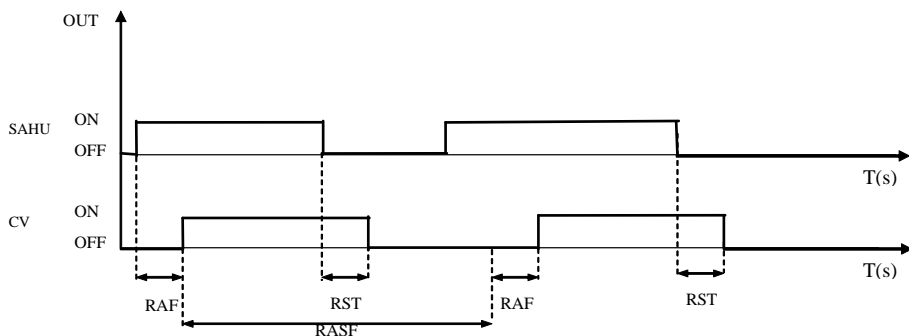 OUT
ON
SAHU
OFF
T(s)
ON
CV
OFF
T(s)
RAF
RST
RAF
RST
RASF